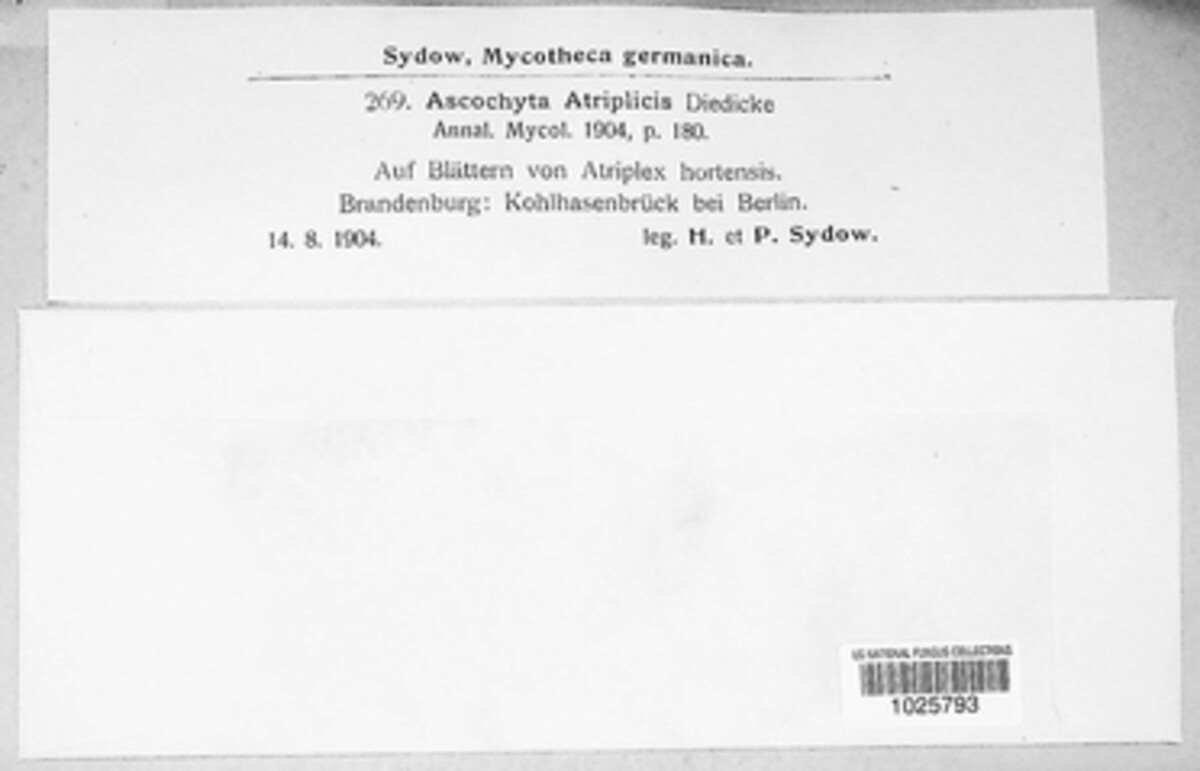 Sydow, Mycotheca germanica.
269. Ascochyta Atriplicis Diedicke
Annal. Mycol. 1904, p. 180.
Auf Blättern von Atriplex hortensis.
Brandenburg: Kohlhasenbrück bei Berlin.
14. 8. 1904. leg. H. et P. Sydow.
US NATIONAL FUNGUS COLLECTIONS
1025793